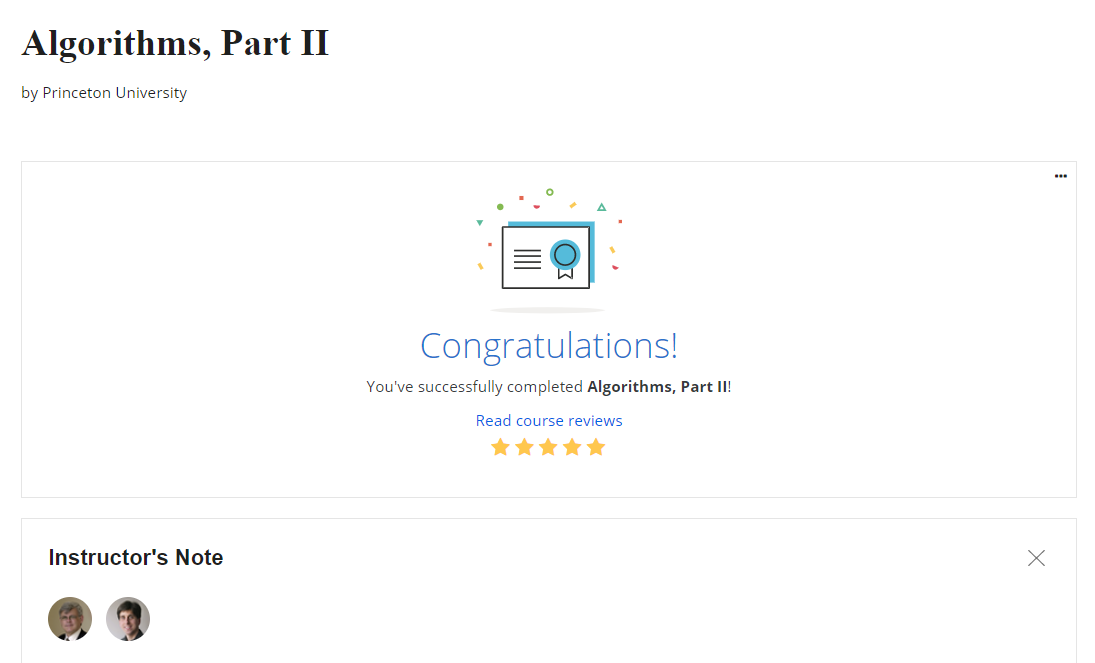 Algorithms, Part II
by Princeton University
Congratulations!
You've successfully completed Algorithms, Part II!
Read course reviews
Instructor's Note